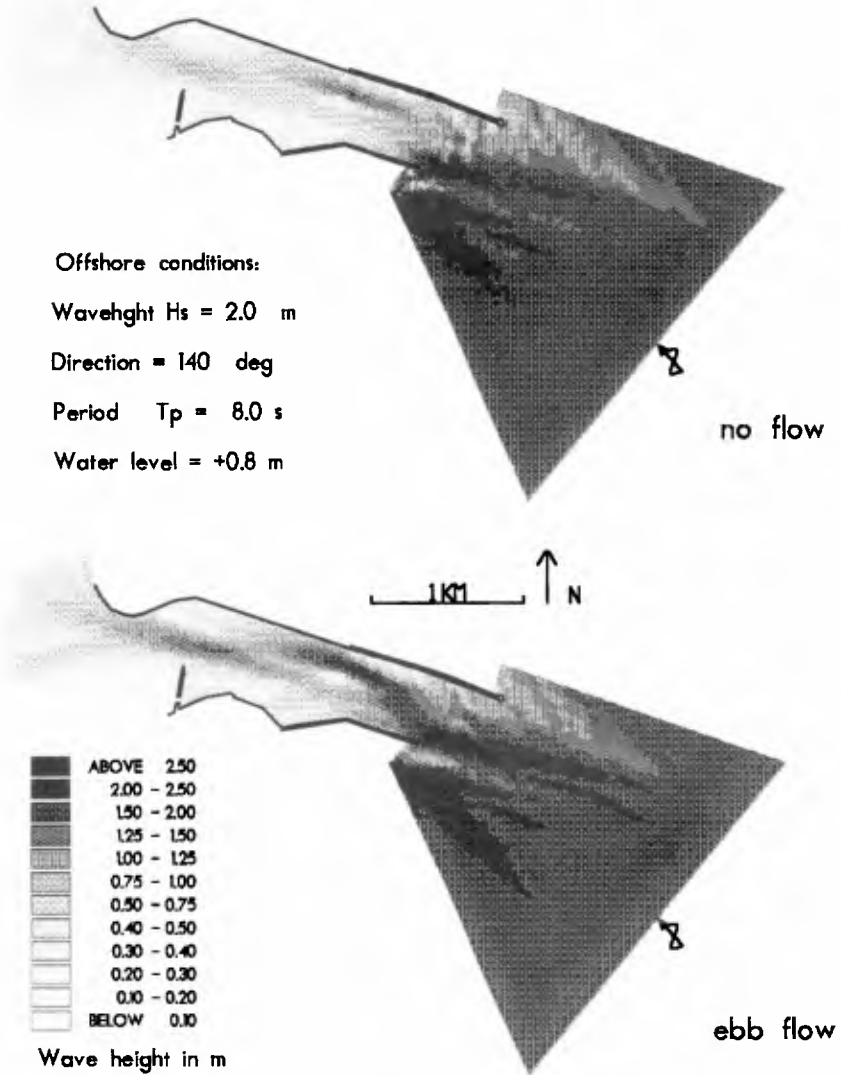 Offshore conditions:
Wavehght Hs = 2.0 m
Direction = 140 deg
Period Tp = 8.0 s
Water level = +0.8 m
no flow
1KM
N
ABOVE 2.50
2.00 - 2.50
1.50 - 2.00
1.25 - 1.50
1.00 - 1.25
0.75 - 1.00
0.50 - 0.75
0.40 - 0.50
0.30 - 0.40
0.20 - 0.30
0.10 - 0.20
BELOW 0.10
Wave height in m
ebb flow